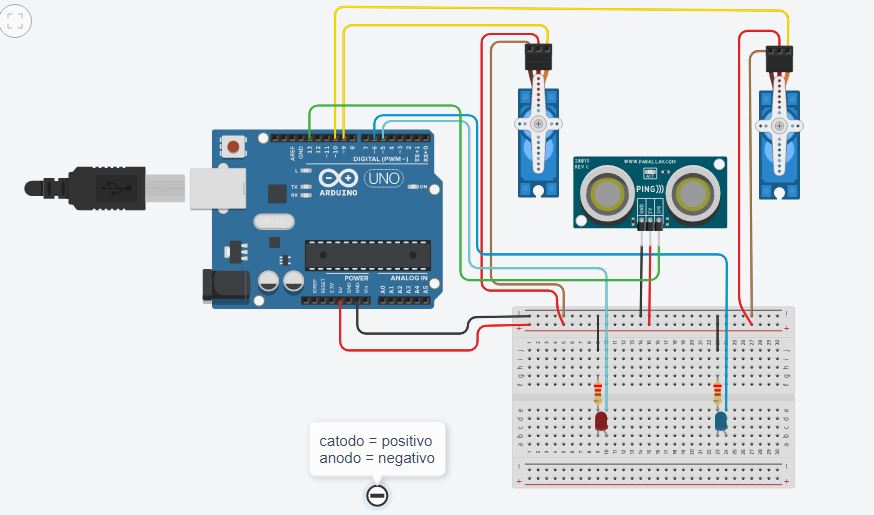 AREF
GND
13
12
~11
~10
~9
8
7
~6
~5
4
~3
2
TX→1
RX←0
DIGITAL (PWM~)
L
TX
RX
ARDUINO
UNO
ON
POWER
ANALOG IN
IOREF
RESET
3.3V
5V
GND
GND
Vin
A0
A1
A2
A3
A4
A5
28015
REV C
WWW.PARALLAX.COM
ACT
PING)))
GND
5V
SIG
catodo = positivo
anodo = negativo